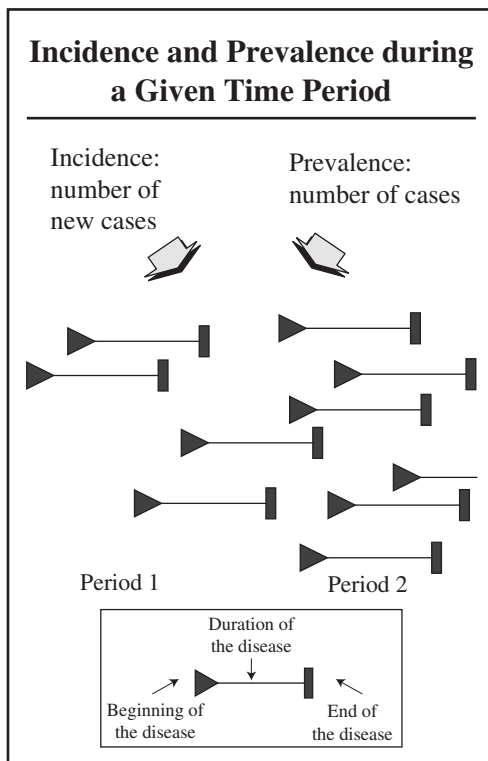 Incidence and Prevalence during
a Given Time Period
Incidence:
number of
new cases
Prevalence:
number of cases
Period 1
Period 2
Duration of
the disease
Beginning of
the disease
End of
the disease